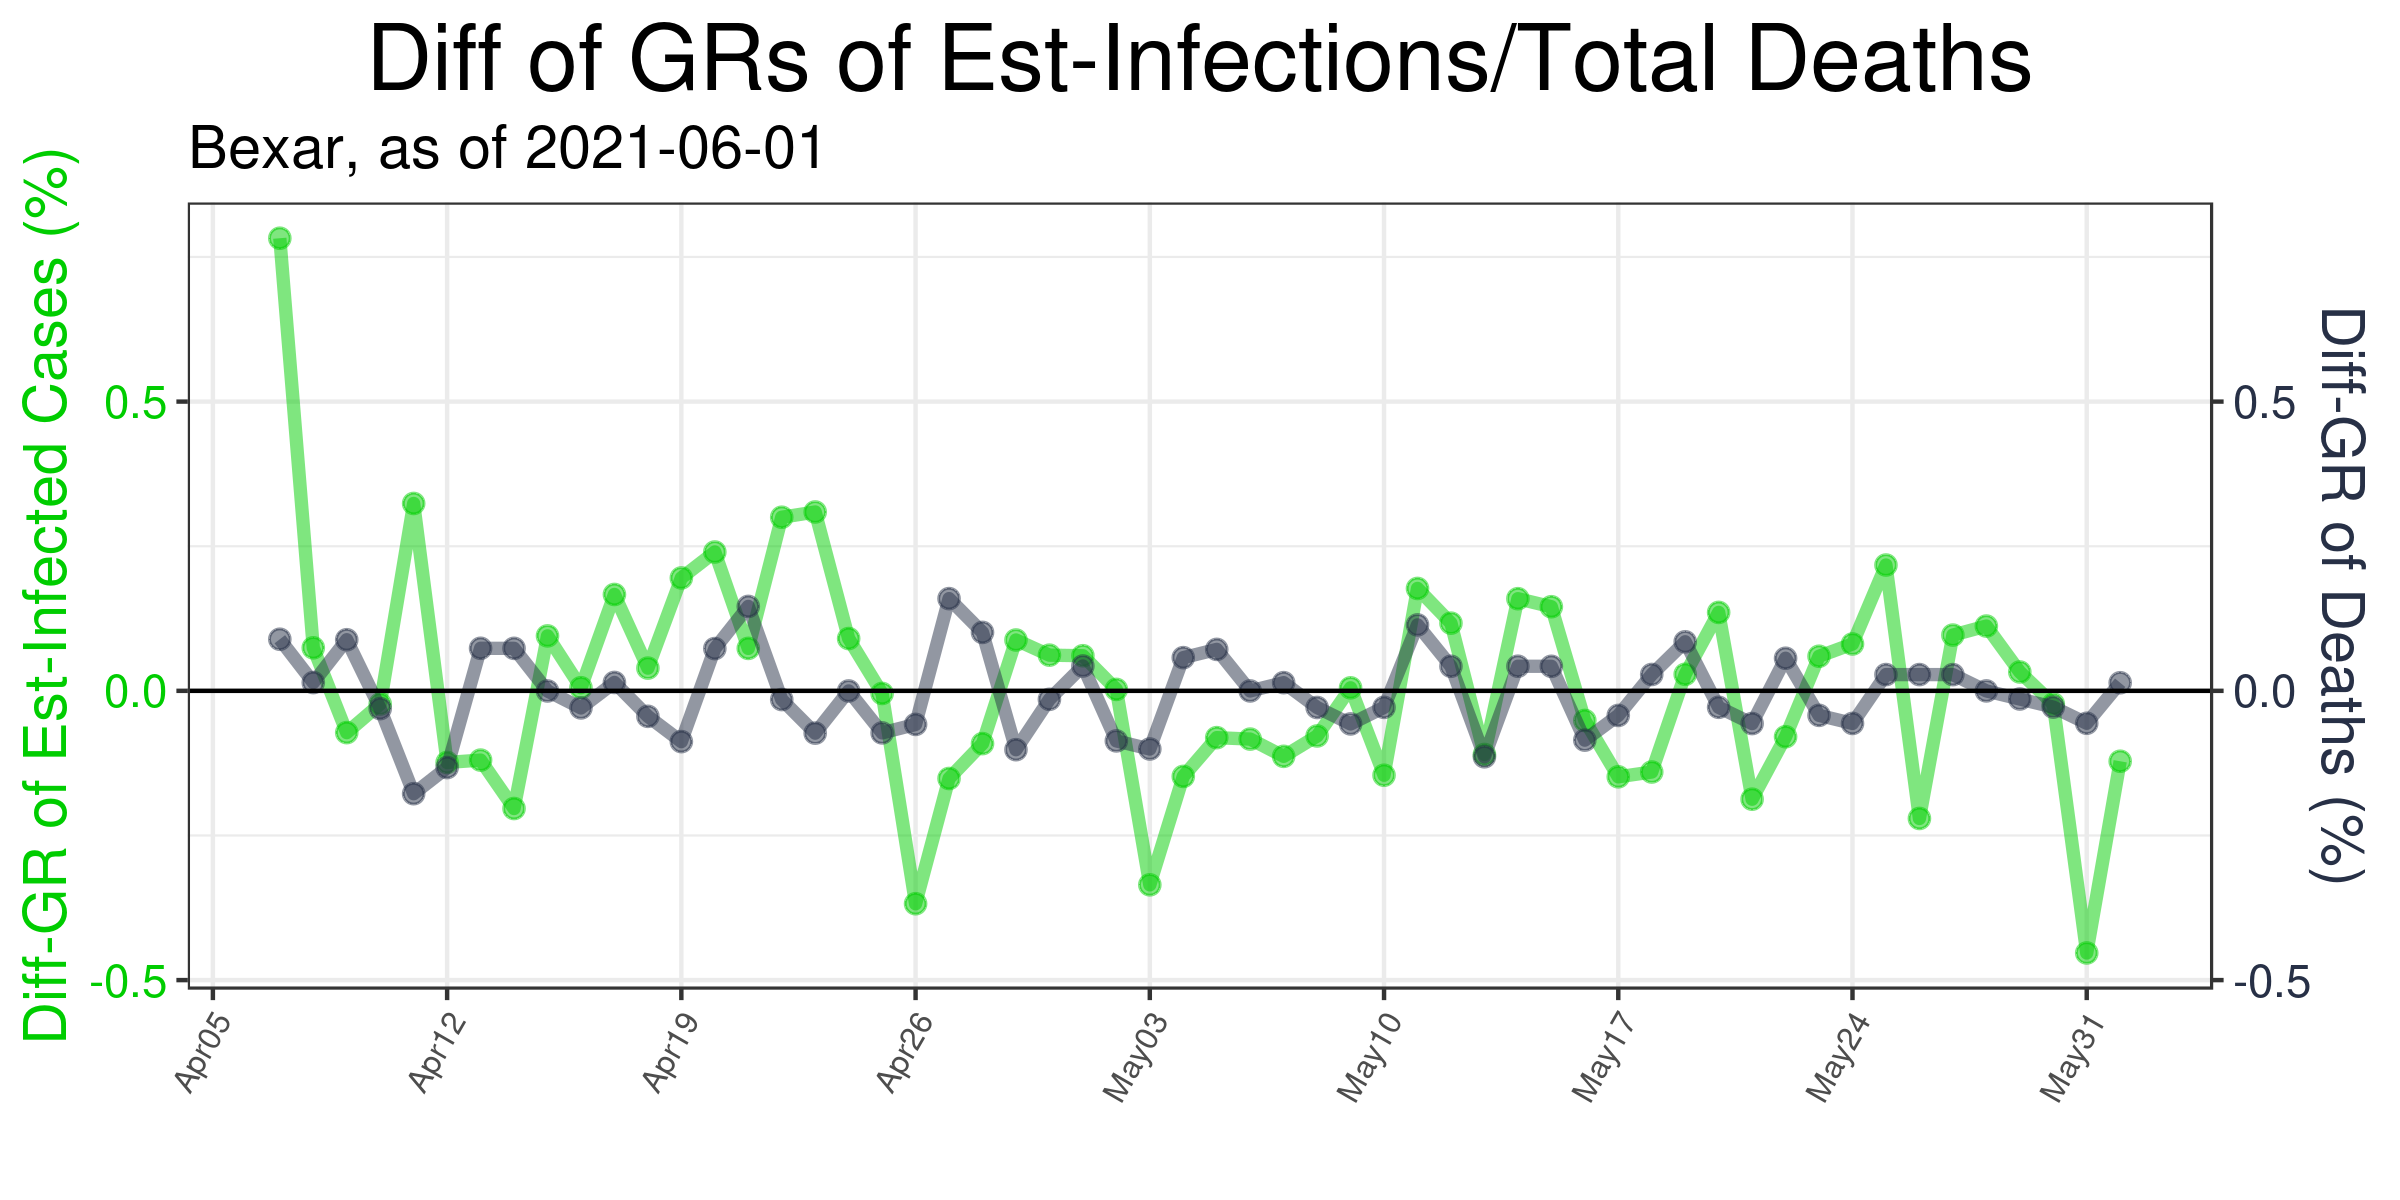 Diff of GRs of Est-Infections/Total Deaths
Bexar, as of 2021-06-01
Diff-GR of Est-Infected Cases (%)
0.5
0.0
-0.5
0.5
0.0
-0.5
Diff-GR of Deaths (%)
Apr05
Apr12
Apr19
Apr26
May03
May10
May17
May24
May31